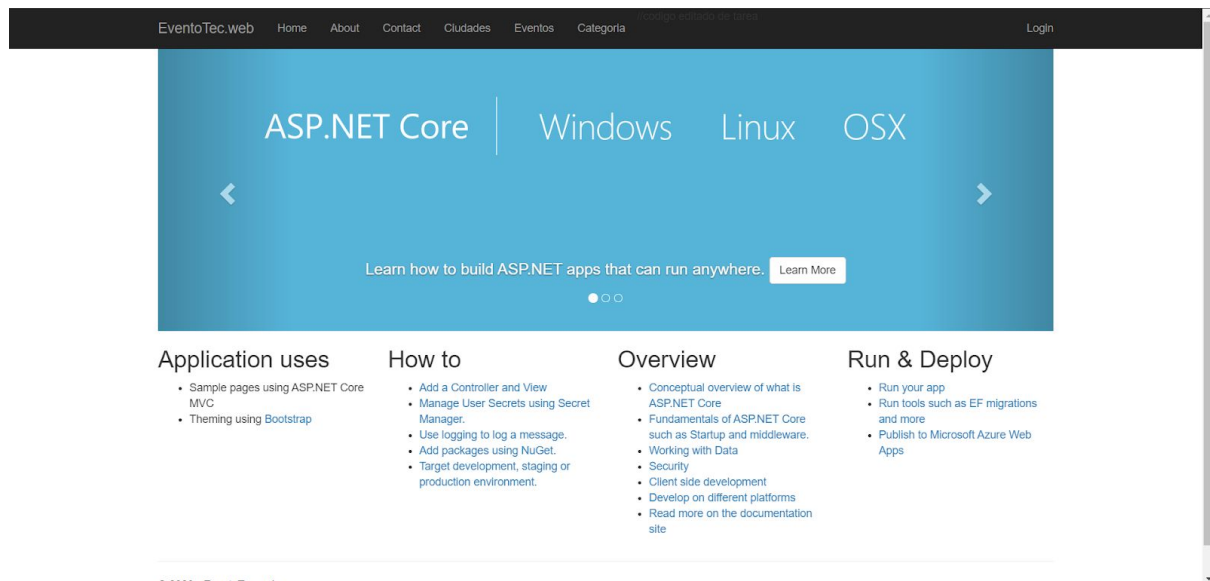 //codigo editado de tarea
EventoTec.web Home About Contact Ciudades Eventos Categoria Login
ASP.NET Core Windows Linux OSX
Learn how to build ASP.NET apps that can run anywhere. Learn More
Application uses
Sample pages using ASP.NET Core
MVC
Theming using Bootstrap
How to
Add a Controller and View
Manage User Secrets using Secret
Manager.
Use logging to log a message.
Add packages using NuGet.
Target development, staging or
production environment.
Overview
Conceptual overview of what is
ASP.NET Core
Fundamentals of ASP.NET Core
such as Startup and middleware.
Working with Data
Security
Client side development
Develop on different platforms
Read more on the documentation
site
Run & Deploy
Run your app
Run tools such as EF migrations
and more
Publish to Microsoft Azure Web
Apps